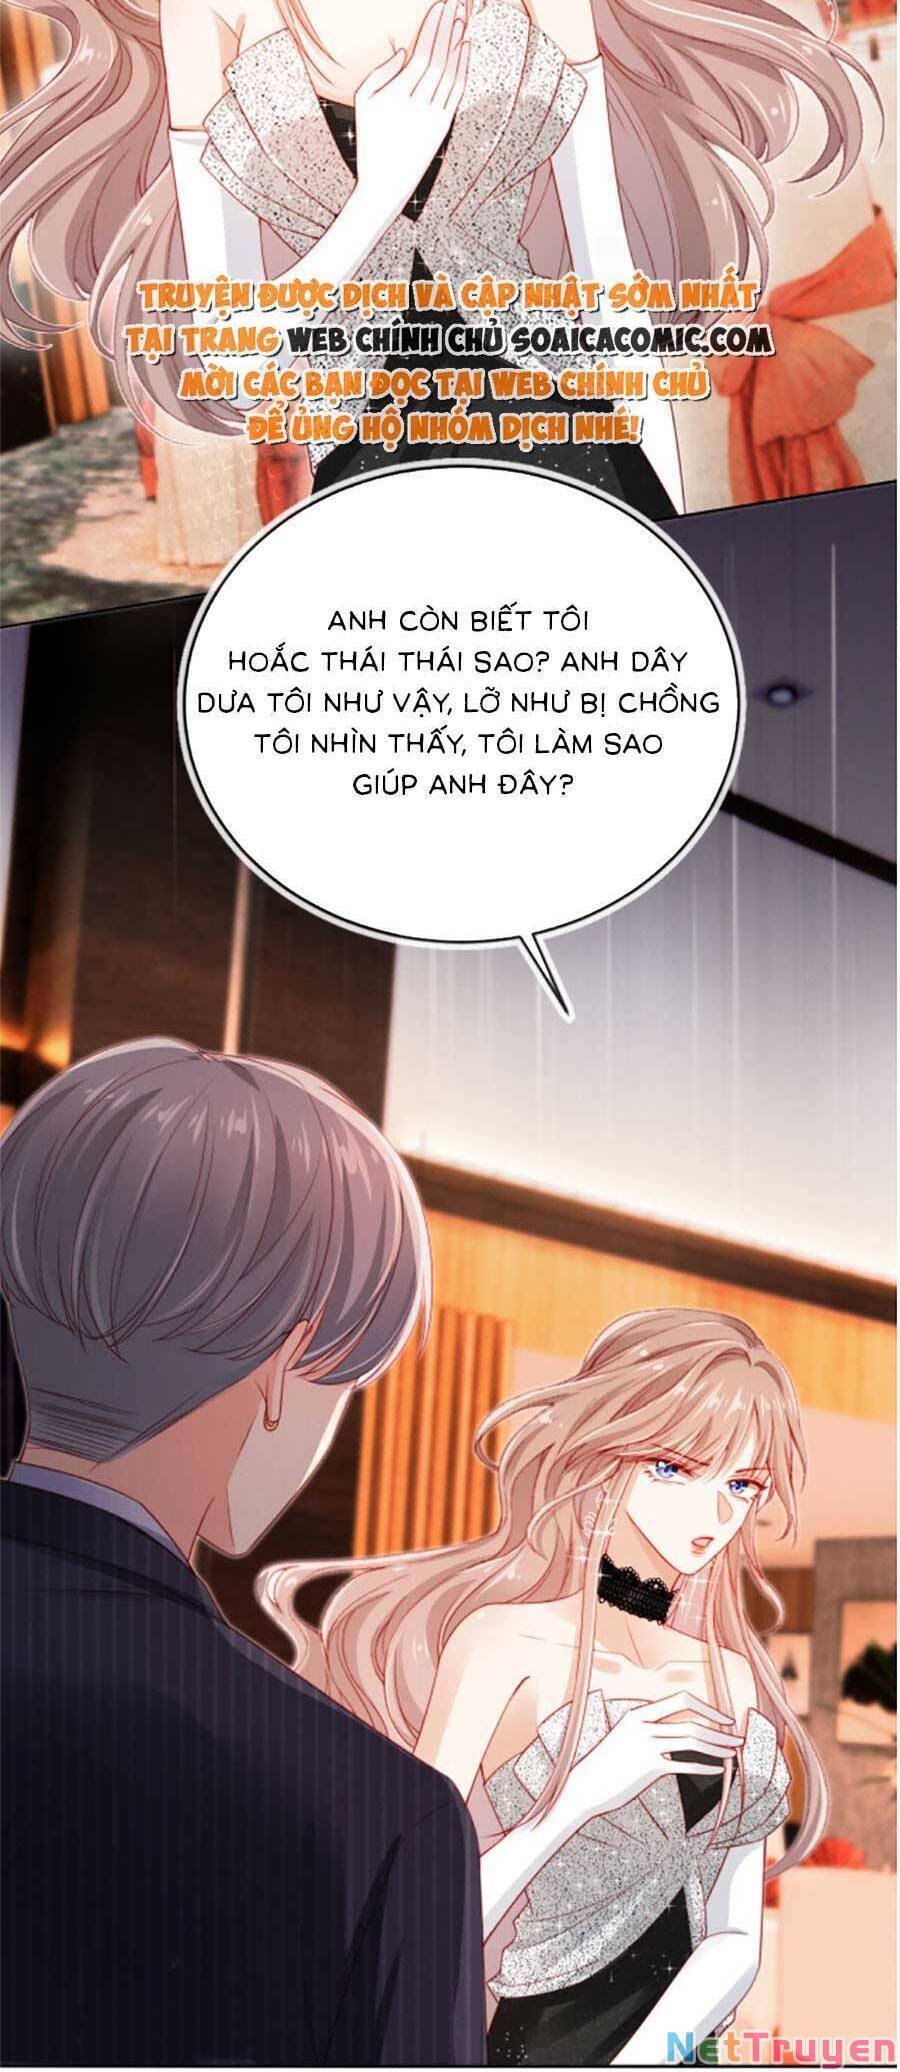 TRUYỆN ĐƯỢC DỊCH VÀ CẬP NHẬT SỚM NHẤT
TẠI TRANG WEB CHÍNH CHỦ SOAICACOMIC.COM
MỜI CÁC BẠN ĐỌC TẠI WEB CHÍNH CHỦ
ĐỂ ỦNG HỘ NHÓM DỊCH NHÉ!
ANH CÒN BIẾT TÔI
HOẮC THÁI THÁI SAO? ANH DÂY
DƯA TÔI NHƯ VẬY, LỠ NHƯ BỊ CHỒNG
TÔI NHÌN THẤY, TÔI LÀM SAO
GIÚP ANH ĐÂY?
NetTruyen